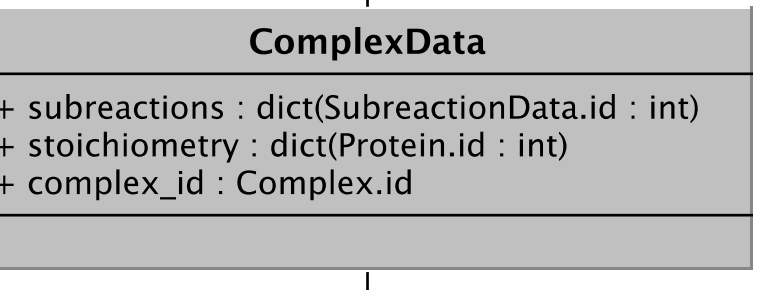 ComplexData
+ subreactions : dict(SubreactionData.id : int)
+ stoichiometry : dict(Protein.id : int)
+ complex_id : Complex.id